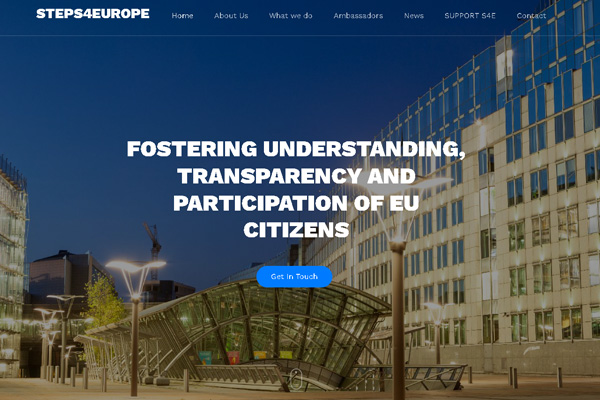 STEPS4EUROPE Home About Us What we do Ambassadors News SUPPORT S4E Contact
FOSTERING UNDERSTANDING,
TRANSPARENCY AND
PARTICIPATION OF EU
CITIZENS
Get In Touch